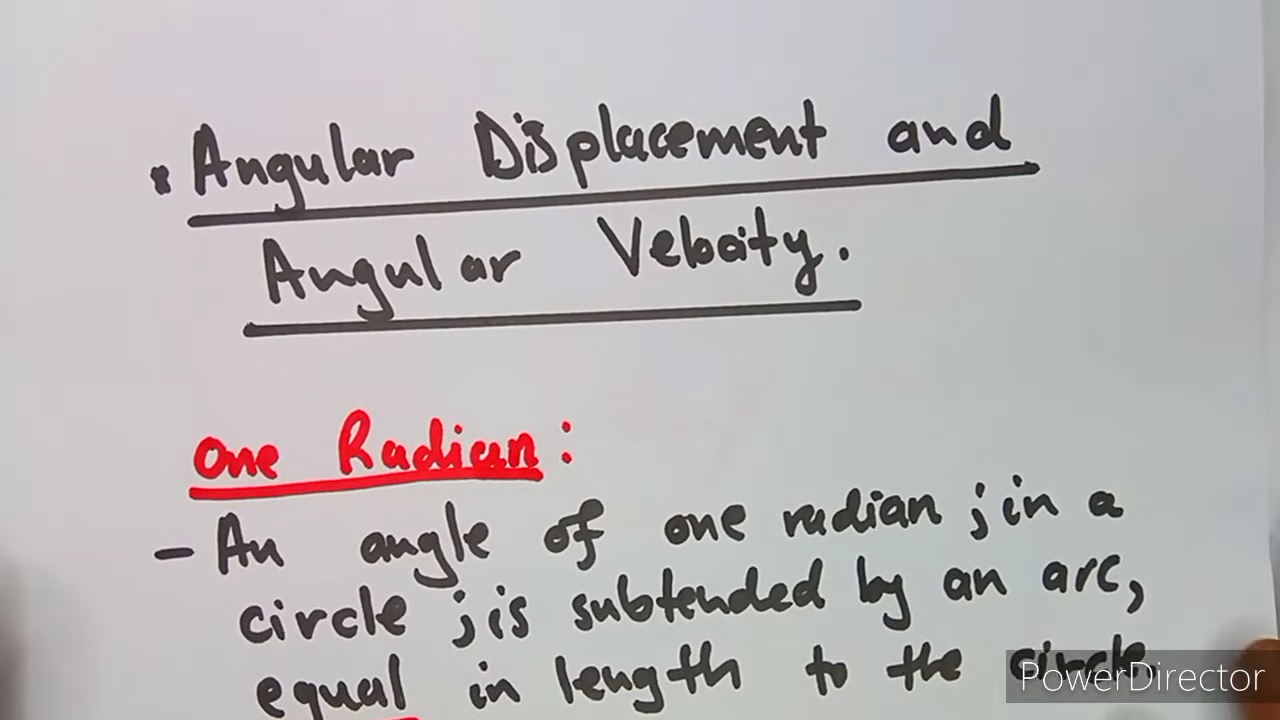 Angular Displacement and
Angular Velocity.
One Radian:
- An angle of one radian ; in a
circle ; is subtended by an arc,
equal in length to the circle
PowerDirector